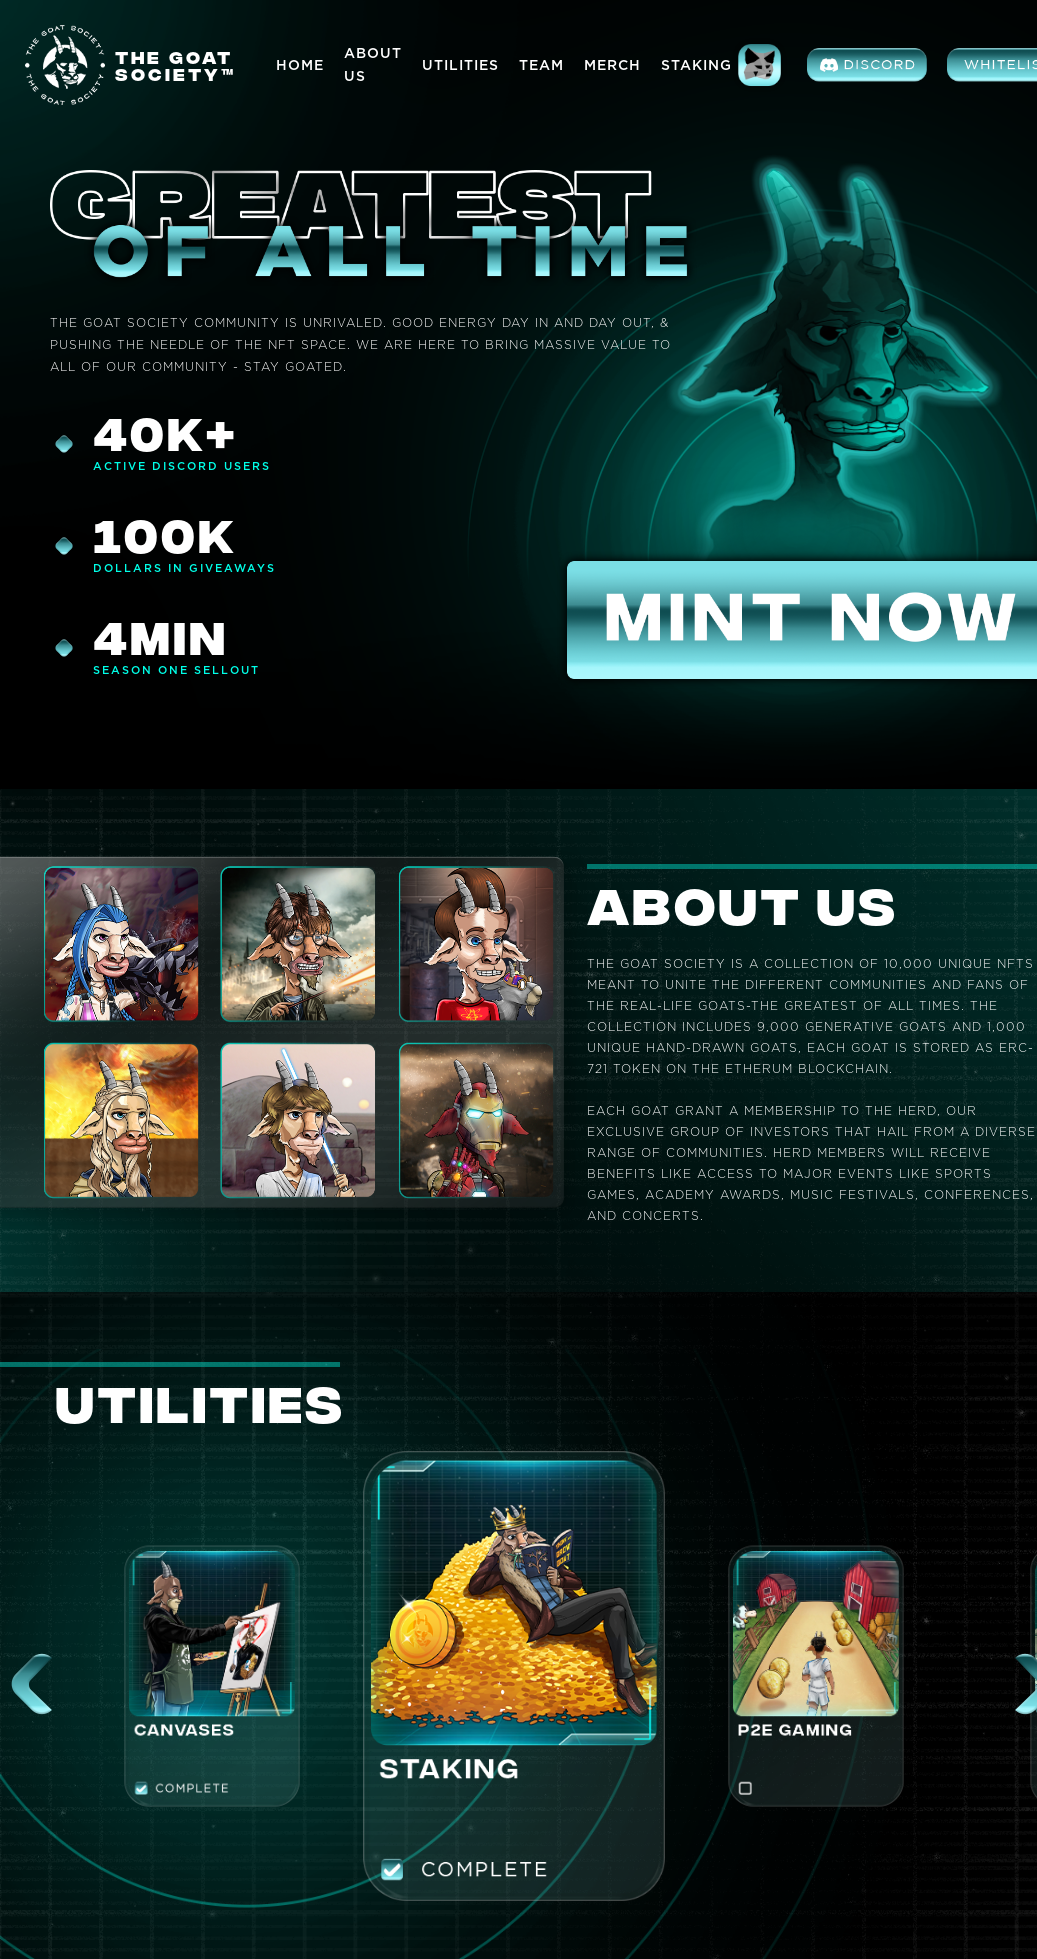 THE GOAT SOCIETY
THE GOAT
SOCIETY™
THE GOAT SOCIETY
HOME
ABOUT
US
UTILITIES
TEAM
MERCH
STAKING
DISCORD
WHITELIS
GREATEST
OF ALL TIME
THE GOAT SOCIETY COMMUNITY IS UNRIVALED. GOOD ENERGY DAY IN AND DAY OUT, &
PUSHING THE NEEDLE OF THE NFT SPACE. WE ARE HERE TO BRING MASSIVE VALUE TO
ALL OF OUR COMMUNITY - STAY GOATED.
40K+
ACTIVE DISCORD USERS
100K
DOLLARS IN GIVEAWAYS
4MIN
SEASON ONE SELLOUT
MINT NOW
ABOUT US
THE GOAT SOCIETY IS A COLLECTION OF 10,000 UNIQUE NFTS
MEANT TO UNITE THE DIFFERENT COMMUNITIES AND FANS OF
THE REAL-LIFE GOATS-THE GREATEST OF ALL TIMES. THE
COLLECTION INCLUDES 9,000 GENERATIVE GOATS AND 1,000
UNIQUE HAND-DRAWN GOATS, EACH GOAT IS STORED AS ERC-
721 TOKEN ON THE ETHERUM BLOCKCHAIN.
EACH GOAT GRANT A MEMBERSHIP TO THE HERD, OUR
EXCLUSIVE GROUP OF INVESTORS THAT HAIL FROM A DIVERSE
RANGE OF COMMUNITIES. HERD MEMBERS WILL RECEIVE
BENEFITS LIKE ACCESS TO MAJOR EVENTS LIKE SPORTS
GAMES, ACADEMY AWARDS, MUSIC FESTIVALS, CONFERENCES,
AND CONCERTS.
UTILITIES
CANVASES
COMPLETE
STAKING
COMPLETE
P2E GAMING